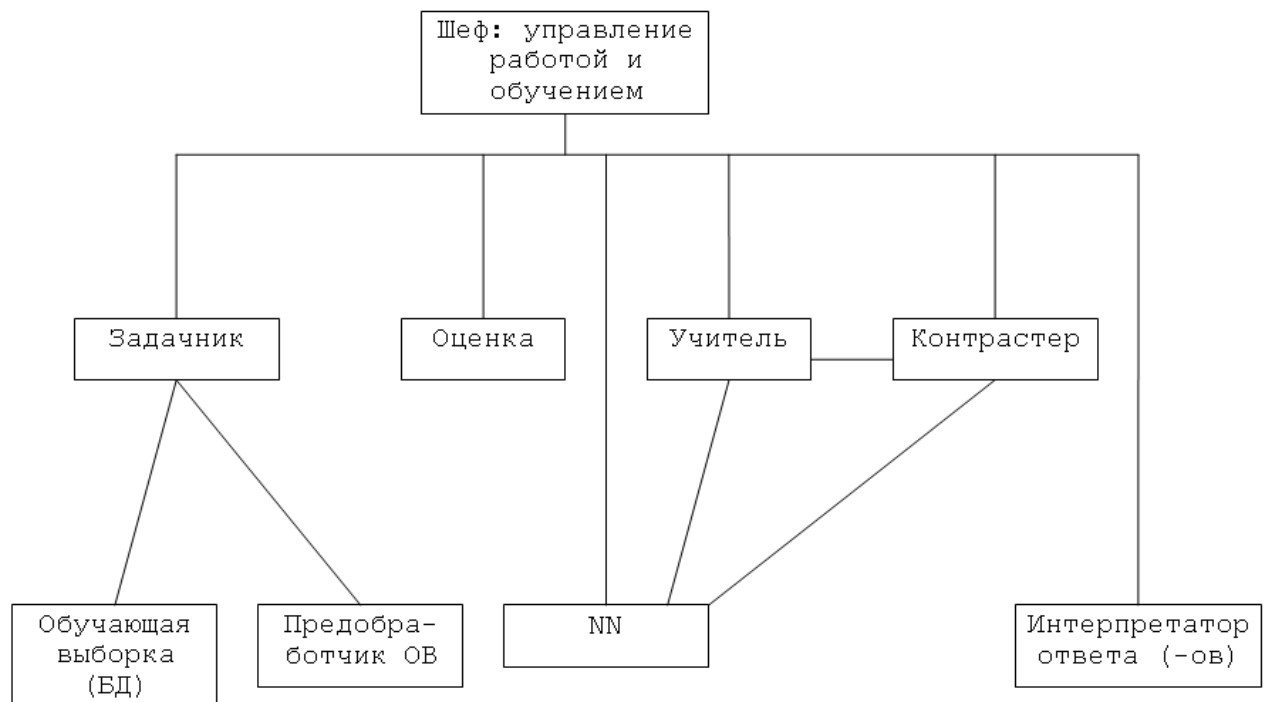 Шеф: управление
работой и
обучением
Задачник
Оценка
Учитель
Контрастер
Обучающая
выборка
(БД)
Предобра-
ботчик ОВ
NN
Интерпретатор
ответа (-ов)